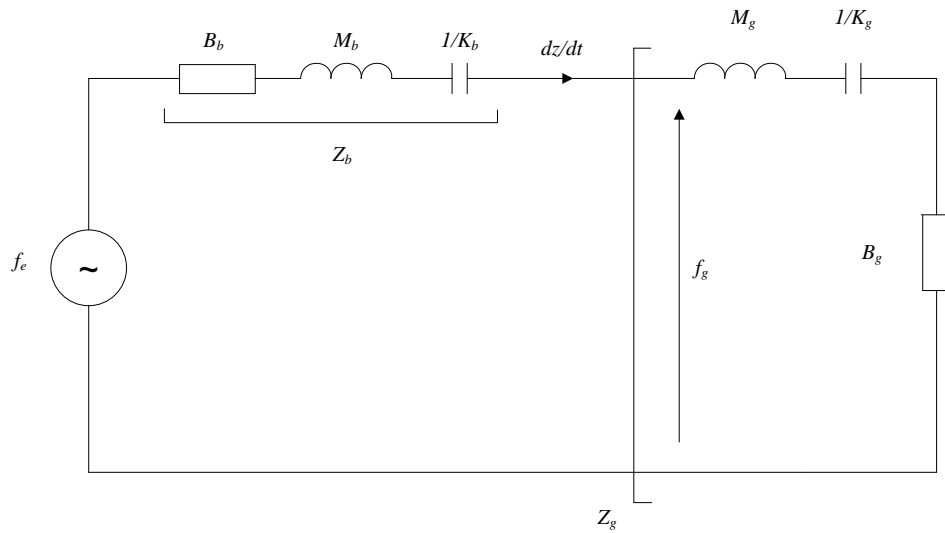 M_g 1/K_g
B_b M_b 1/K_b dz/dt
Z_b
f_e ~ f_g B_g
Z_g